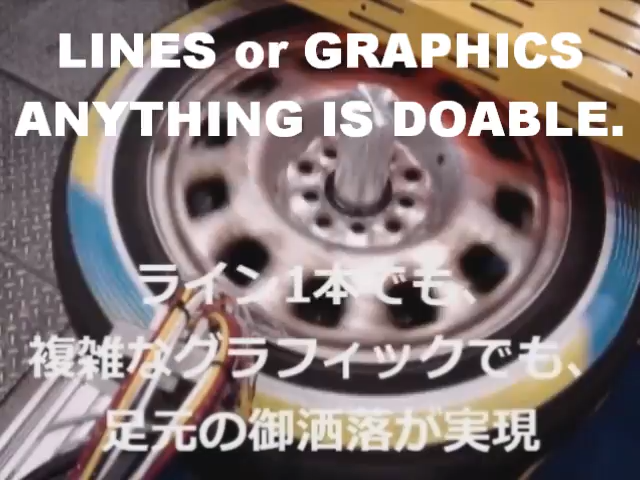 LINES or GRAPHICS
ANYTHING IS DOABLE.
ライン1本でも、
複雑なグラフィックでも、
足元の御洒落が実現